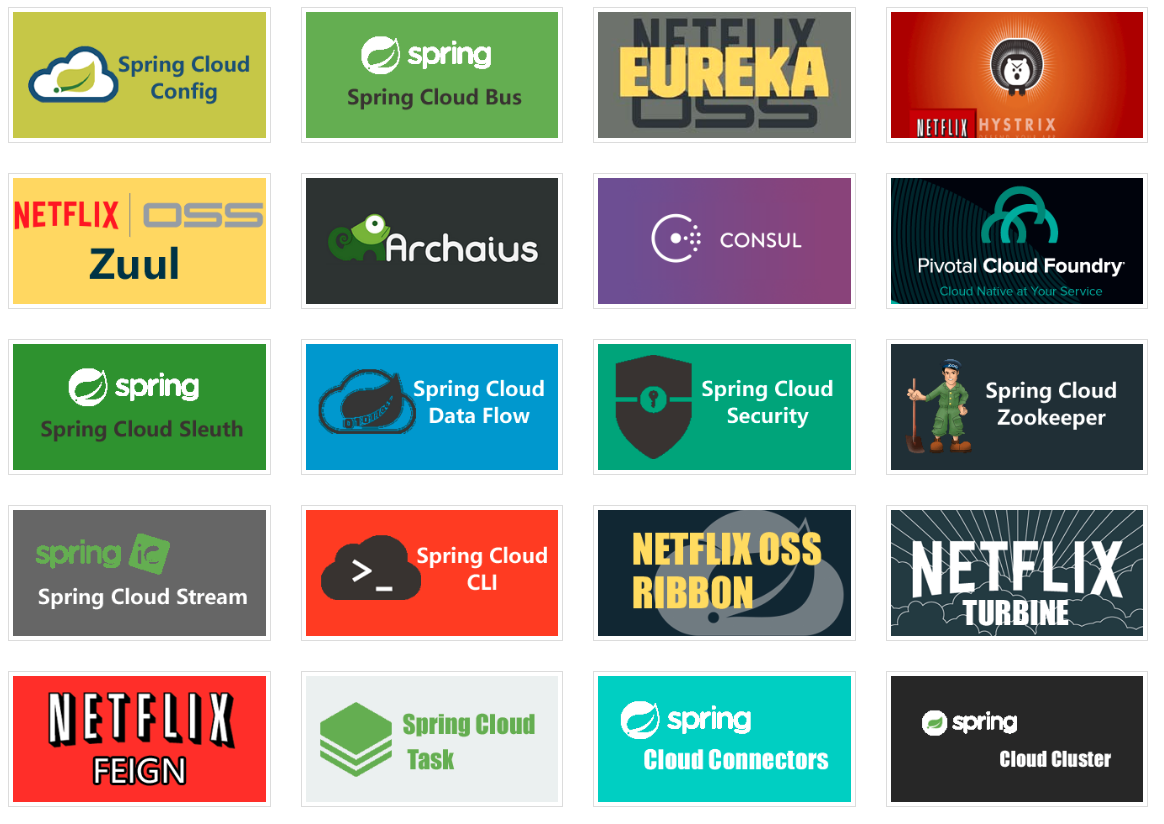 Spring Cloud
Config
spring
Spring Cloud Bus
NETFLIX
EUREKA
OSS
NETFLIX HYSTRIX
NETFLIX OSS
Zuul
Archaius
CONSUL
Pivotal Cloud Foundry
Cloud Native at Your Service
spring
Spring Cloud Sleuth
Spring Cloud
Data Flow
Spring Cloud
Security
Spring Cloud
Zookeeper
spring
Spring Cloud Stream
>_
Spring Cloud
CLI
NETFLIX OSS
RIBBON
NETFLIX
TURBINE
NETFLIX
FEIGN
Spring Cloud
Task
spring
Cloud Connectors
spring
Cloud Cluster